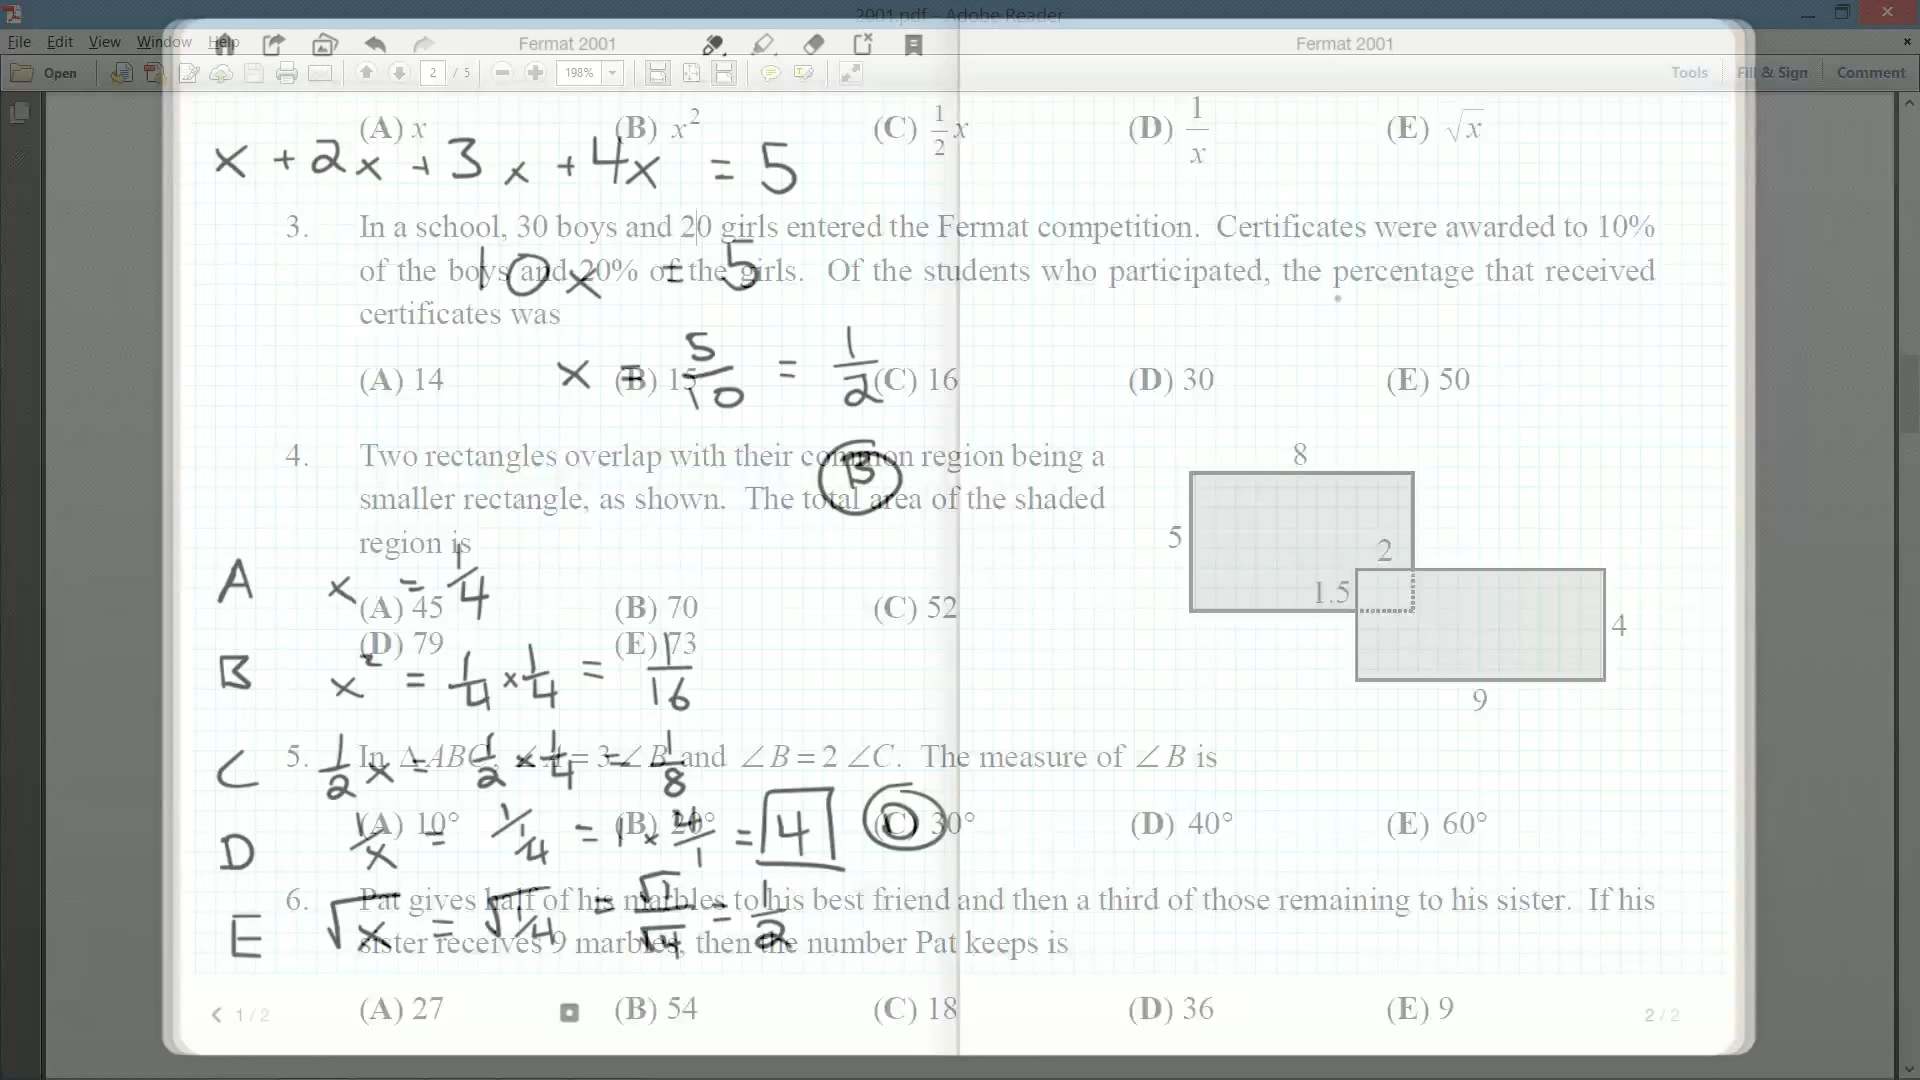 2001.pdf - Adobe Reader
File Edit View Window Help
Fermat 2001
Fermat 2001
Open
2 / 5
198%
Tools
Fill & Sign
Comment
(A) x (B) x² (C) 1/2 x (D) 1/x (E) √x
x + 2x + 3x + 4x = 5
3. In a school, 30 boys and 20 girls entered the Fermat competition. Certificates were awarded to 10%
of the boys and 20% of the girls. Of the students who participated, the percentage that received
certificates was
10x = 5
x = 5/10 = 1/2
(A) 14 (B) 15 (C) 16 (D) 30 (E) 50
B
4. Two rectangles overlap with their common region being a
smaller rectangle, as shown. The total area of the shaded
region is
8
5
2
1.5
4
9
(A) 45 (B) 70 (C) 52
(D) 79 (E) 73
A x = 1/4
B x² = 1/4 × 1/4 = 1/16
C 1/2 x = 1/2 × 1/4 = 1/8
D 1/x = 1/1/4 = 1 × 4/1 = 4 D
E √x = √1/4 = √1/√4 = 1/2
5. In △ABC, ∠A = 3∠B and ∠B = 2 ∠C. The measure of ∠B is
(A) 10° (B) 20° (C) 30° (D) 40° (E) 60°
6. Pat gives half of his marbles to his best friend and then a third of those remaining to his sister. If his
sister receives 9 marbles, then the number Pat keeps is
(A) 27 (B) 54 (C) 18 (D) 36 (E) 9
1 / 2
2 / 2